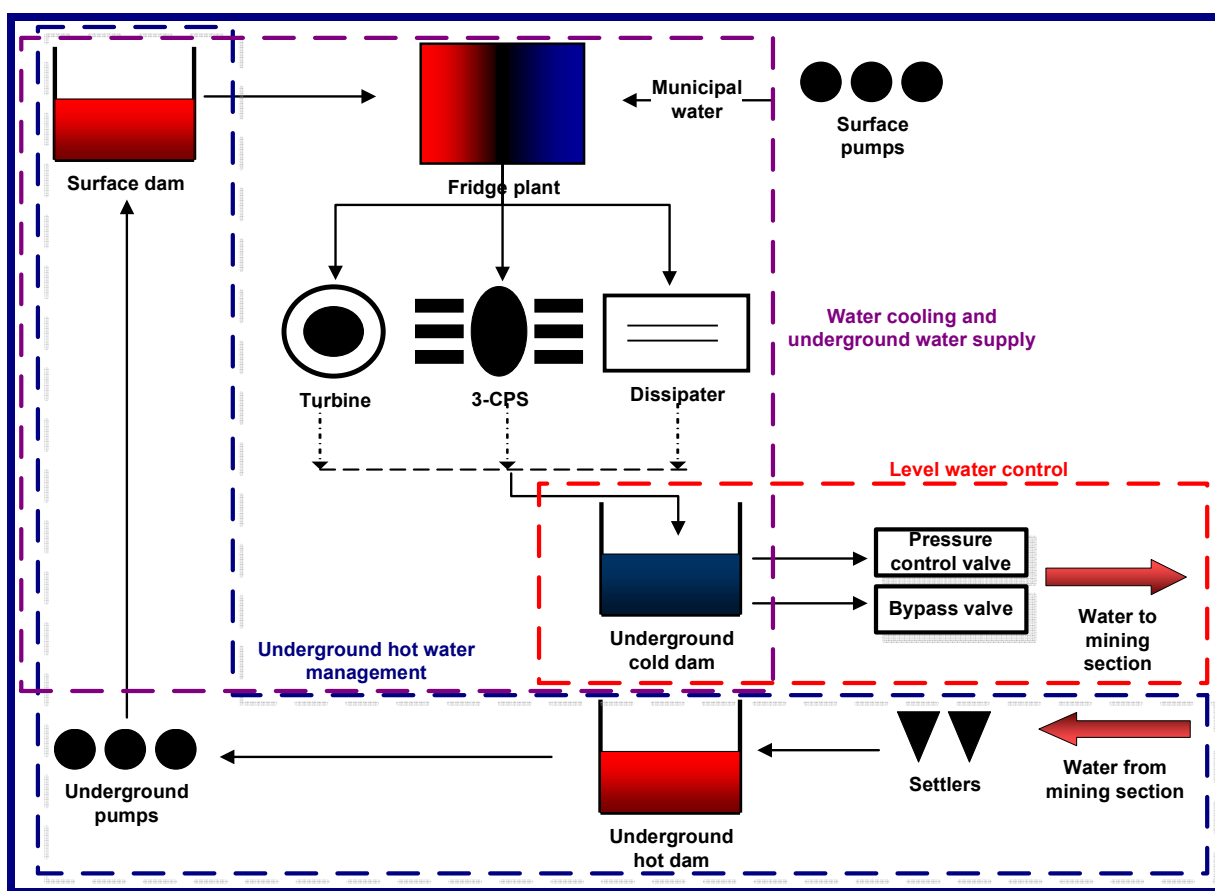 Municipal
water
Surface
pumps
Surface dam
Fridge plant
Water cooling and
underground water supply
Turbine
3-CPS
Dissipater
Level water control
Pressure
control valve
Bypass valve
Water to
mining
section
Underground
cold dam
Underground hot water
management
Underground
pumps
Underground
hot dam
Settlers
Water from
mining section